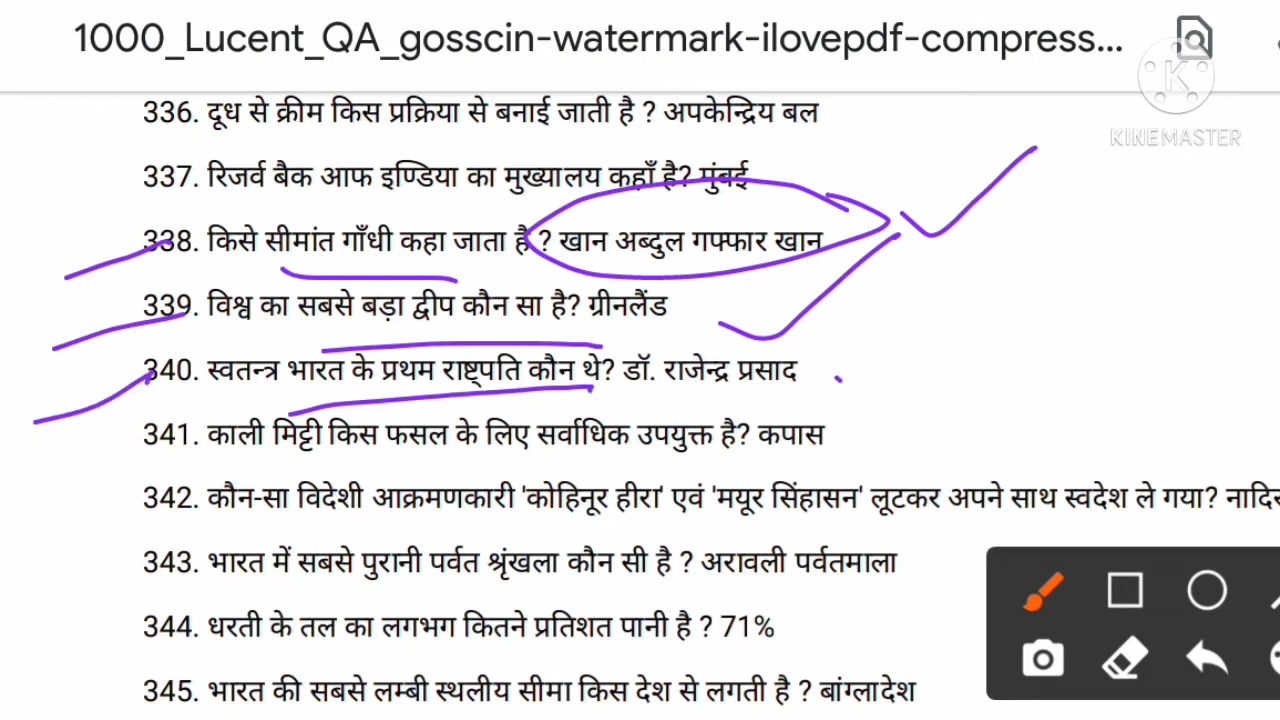 1000_Lucent_QA_gosscin-watermark-ilovepdf-compress...
KINEMASTER
336. दूध से क्रीम किस प्रक्रिया से बनाई जाती है ? अपकेन्द्रिय बल
337. रिजर्व बैक आफ इण्डिया का मुख्यालय कहाँ है? मुंबई
338. किसे सीमांत गाँधी कहा जाता है ? खान अब्दुल गफ्फार खान
339. विश्व का सबसे बड़ा द्वीप कौन सा है? ग्रीनलैंड
340. स्वतन्त्र भारत के प्रथम राष्ट्पति कौन थे? डॉ. राजेन्द्र प्रसाद
341. काली मिट्टी किस फसल के लिए सर्वाधिक उपयुक्त है? कपास
342. कौन-सा विदेशी आक्रमणकारी 'कोहिनूर हीरा' एवं 'मयूर सिंहासन' लूटकर अपने साथ स्वदेश ले गया?
343. भारत में सबसे पुरानी पर्वत श्रृंखला कौन सी है ? अरावली पर्वतमाला
344. धरती के तल का लगभग कितने प्रतिशत पानी है ? 71%
345. भारत की सबसे लम्बी स्थलीय सीमा किस देश से लगती है ? बांग्लादेश